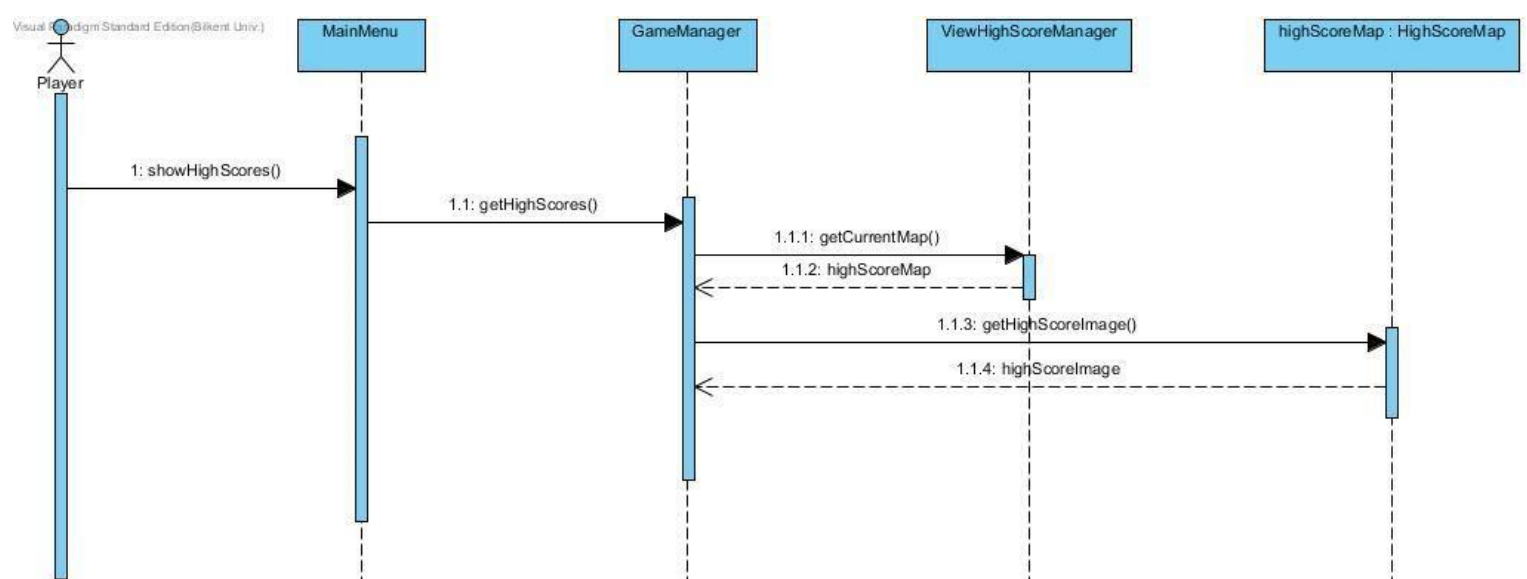 Visual Paradigm Standard Edition(Bilkent Univ.)
Player
MainMenu
GameManager
ViewHighScoreManager
highScoreMap : HighScoreMap
1: showHighScores()
1.1: getHighScores()
1.1.1: getCurrentMap()
1.1.2: highScoreMap
1.1.3: getHighScoreImage()
1.1.4: highScoreImage